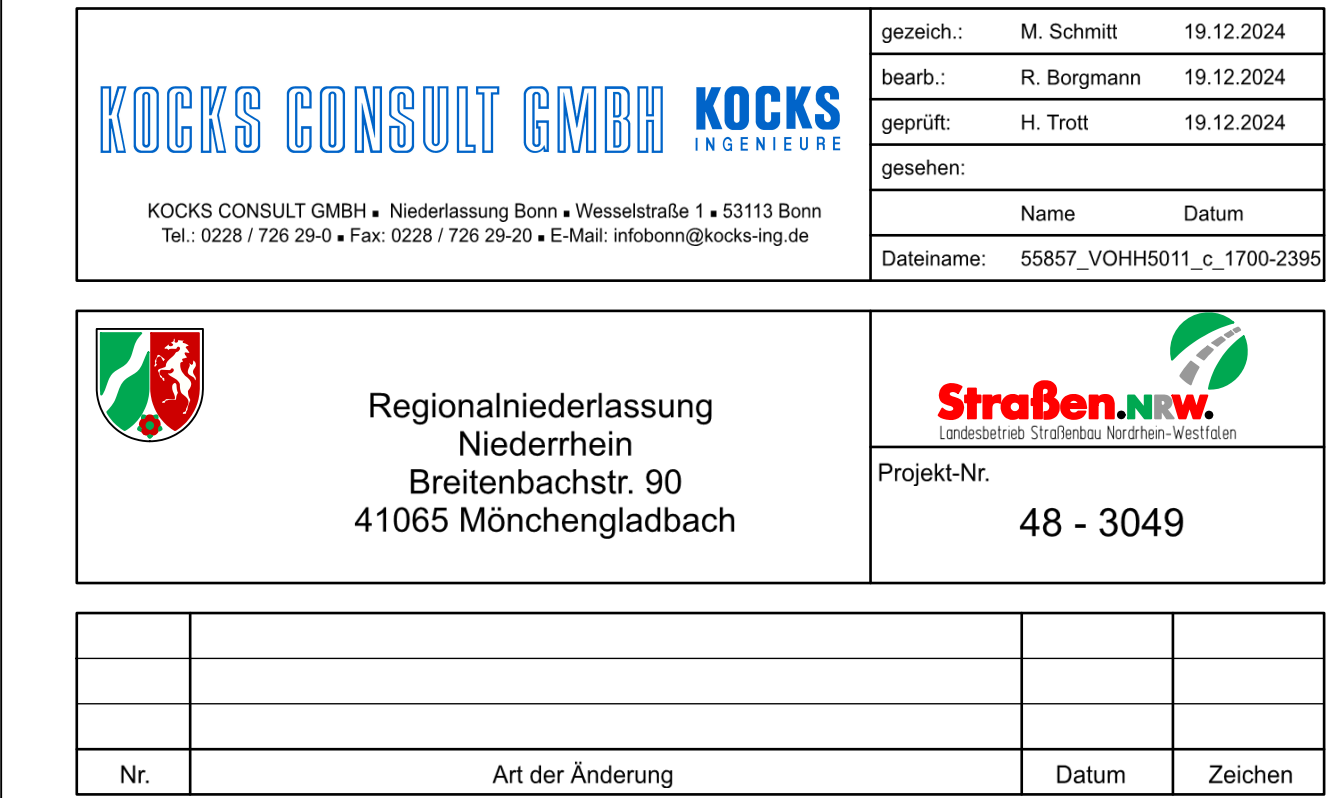 KOCKS CONSULT GMBH KOCKS
INGENIEURE
KOCKS CONSULT GMBH ▪ Niederlassung Bonn ▪ Wesselstraße 1 ▪ 53113 Bonn
Tel.: 0228 / 726 29-0 ▪ Fax: 0228 / 726 29-20 ▪ E-Mail: infobonn@kocks-ing.de
gezeich.: M. Schmitt 19.12.2024
bearb.: R. Borgmann 19.12.2024
geprüft: H. Trott 19.12.2024
gesehen:
Name Datum
Dateiname: 55857_VOHH5011_c_1700-2395
Regionalniederlassung
Niederrhein
Breitenbachstr. 90
41065 Mönchengladbach
Straßen.NRW.
Landesbetrieb Straßenbau Nordrhein-Westfalen
Projekt-Nr.
48 - 3049
Nr. Art der Änderung Datum Zeichen